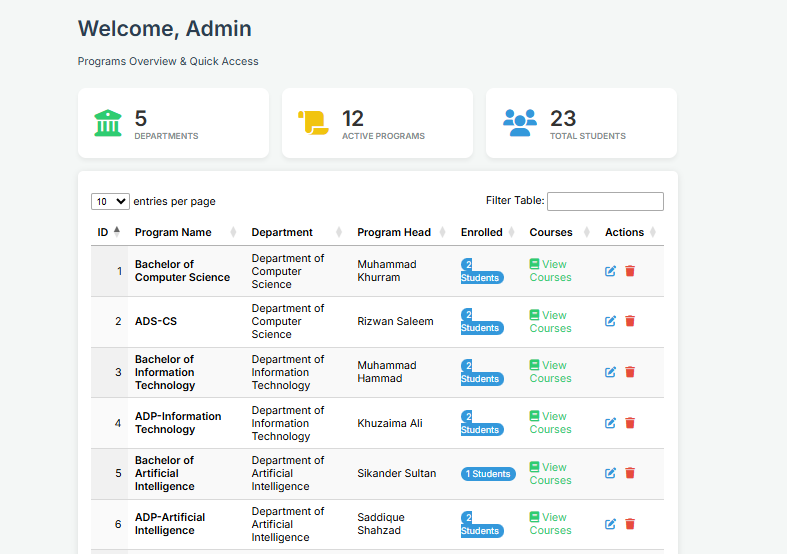 Welcome, Admin
Programs Overview & Quick Access
5
DEPARTMENTS
12
ACTIVE PROGRAMS
23
TOTAL STUDENTS
10 entries per page
Filter Table:
ID Program Name Department Program Head Enrolled Courses Actions
1
Bachelor of
Computer Science
Department of
Computer
Science
Muhammad
Khurram
2
Students
View
Courses
2
ADS-CS
Department of
Computer
Science
Rizwan Saleem
2
Students
View
Courses
3
Bachelor of
Information
Technology
Department of
Information
Technology
Muhammad
Hammad
2
Students
View
Courses
4
ADP-Information
Technology
Department of
Information
Technology
Khuzaima Ali
2
Students
View
Courses
5
Bachelor of
Artificial
Intelligence
Department of
Artificial
Intelligence
Sikander Sultan
1 Students
View
Courses
6
ADP-Artificial
Intelligence
Department of
Artificial
Intelligence
Saddique
Shahzad
2
Students
View
Courses